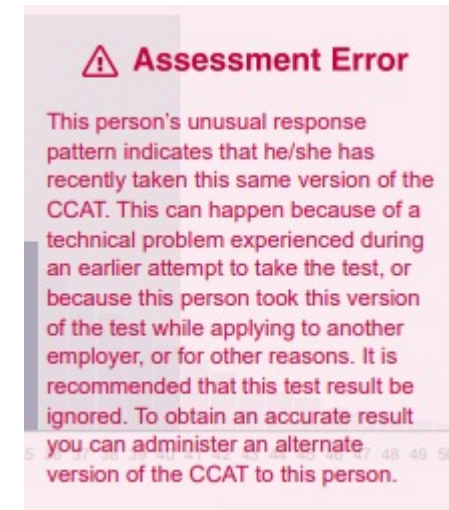 ⚠ Assessment Error
This person's unusual response
pattern indicates that he/she has
recently taken this same version of the
CCAT. This can happen because of a
technical problem experienced during
an earlier attempt to take the test, or
because this person took this version
of the test while applying to another
employer, or for other reasons. It is
recommended that this test result be
ignored. To obtain an accurate result
you can administer an alternate
version of the CCAT to this person.